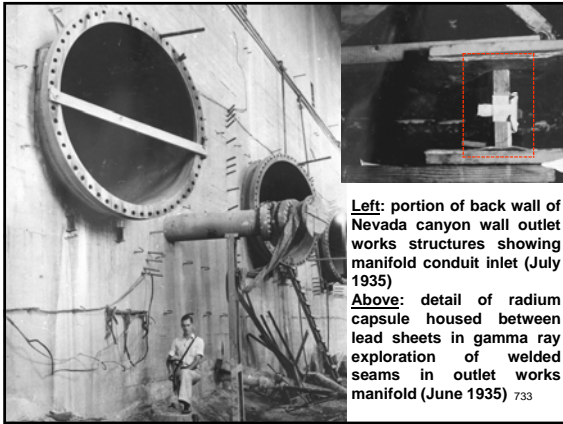 Left: portion of back wall of
Nevada canyon wall outlet
works structures showing
manifold conduit inlet (July
1935)
Above: detail of radium
capsule housed between
lead sheets in gamma ray
exploration of welded
seams in outlet works
manifold (June 1935) 733